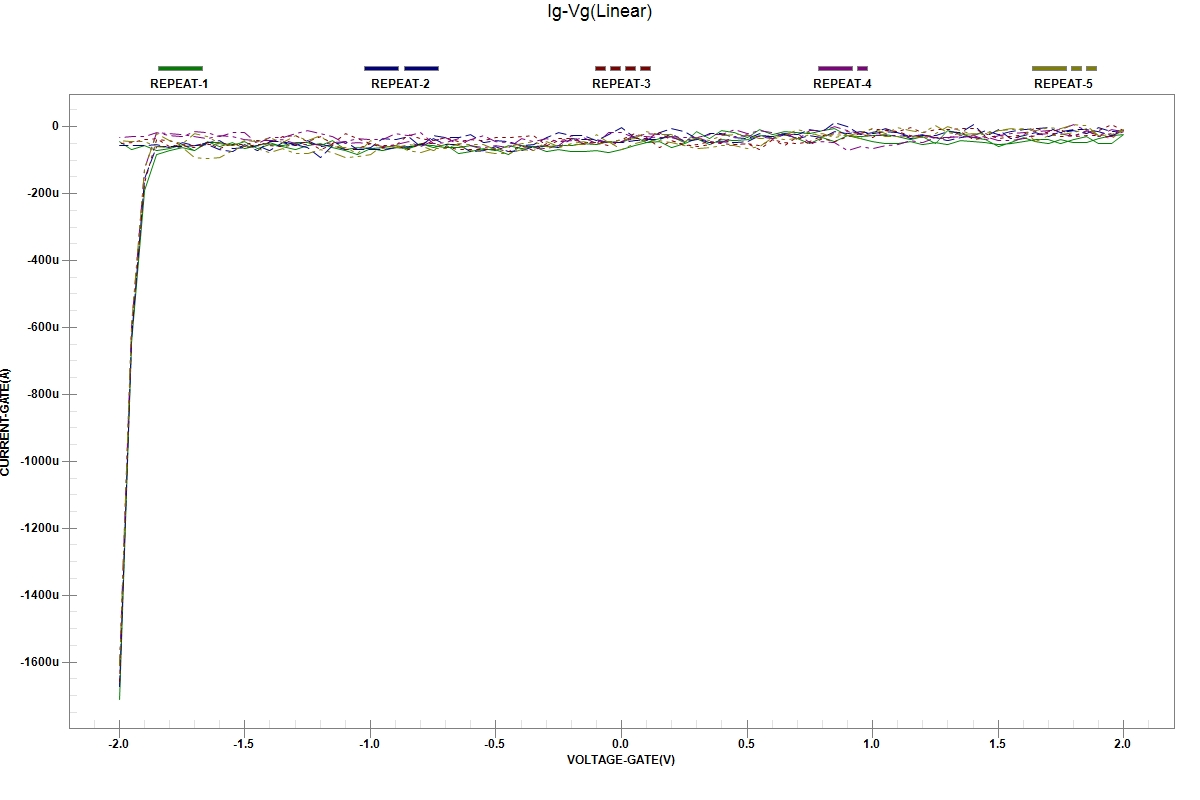 Ig-Vg(Linear)
REPEAT-1 REPEAT-2 REPEAT-3 REPEAT-4 REPEAT-5
0
-200u
-400u
-600u
-800u
-1000u
-1200u
-1400u
-1600u
CURRENT-GATE(A)
-2.0 -1.5 -1.0 -0.5 0.0 0.5 1.0 1.5 2.0
VOLTAGE-GATE(V)